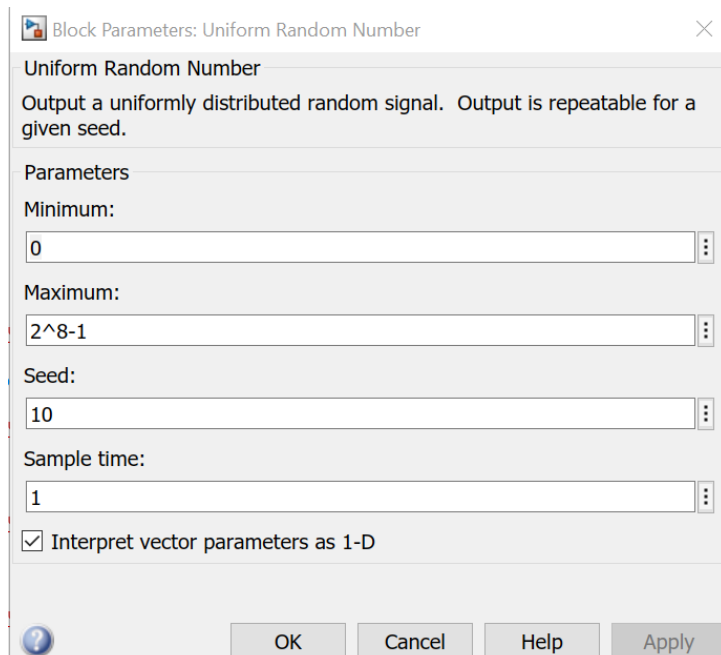 Block Parameters: Uniform Random Number
Uniform Random Number
Output a uniformly distributed random signal.  Output is repeatable for a
given seed.
Parameters
Minimum:
0
Maximum:
2^8-1
Seed:
10
Sample time:
1
Interpret vector parameters as 1-D
OK Cancel Help Apply